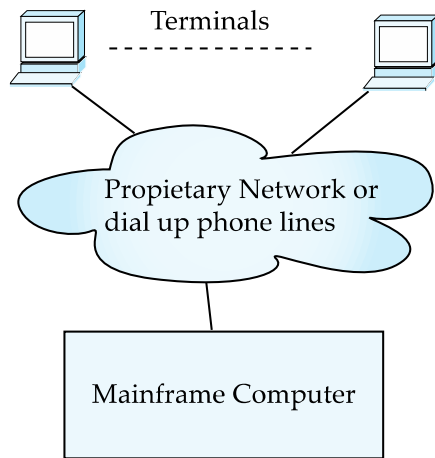 Terminals
Propietary Network or
dial up phone lines
Mainframe Computer